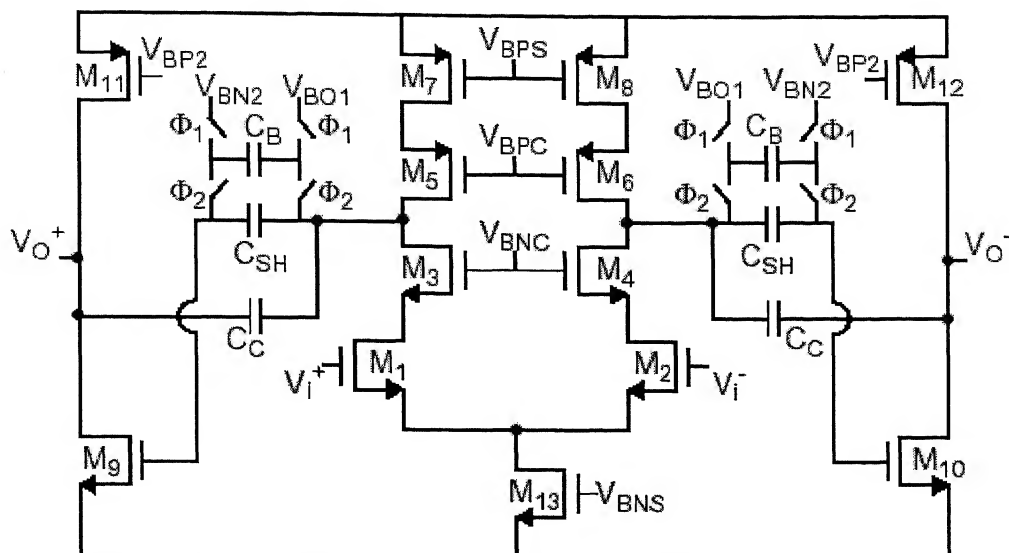 M11 VBP2 M7 VBPS M8 VBP2 M12
VBN2 VBO1 VBO1 VBN2
Φ1 CB Φ1 Φ1 CB Φ1
M5 VBPC M6
Φ2 Φ2 Φ2 Φ2
VO+ CSH M3 VBNC M4 CSH VO-
CC CC
Vi+ M1 M2 Vi-
M9 M13 VBNS M10